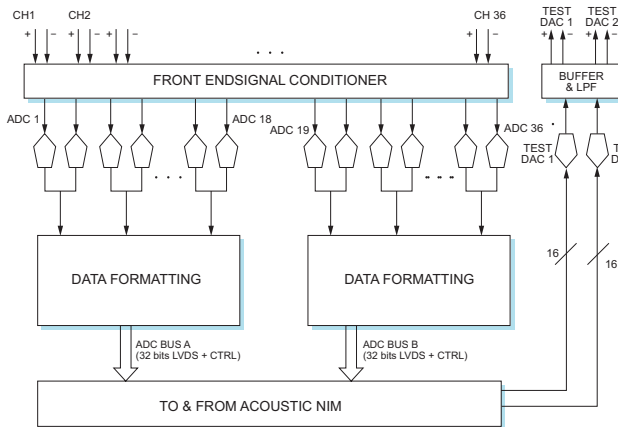 CH1 CH2 CH 36
TEST DAC 1
TEST DAC 2
+ − + − + − + − + − + −
. . .
FRONT ENDSIGNAL CONDITIONER
BUFFER
& LPF
ADC 1
ADC 18
ADC 19
ADC 36
TEST
DAC 1
DATA FORMATTING
DATA FORMATTING
16
16
ADC BUS A
(32 bits LVDS + CTRL)
ADC BUS B
(32 bits LVDS + CTRL)
TO & FROM ACOUSTIC NIM